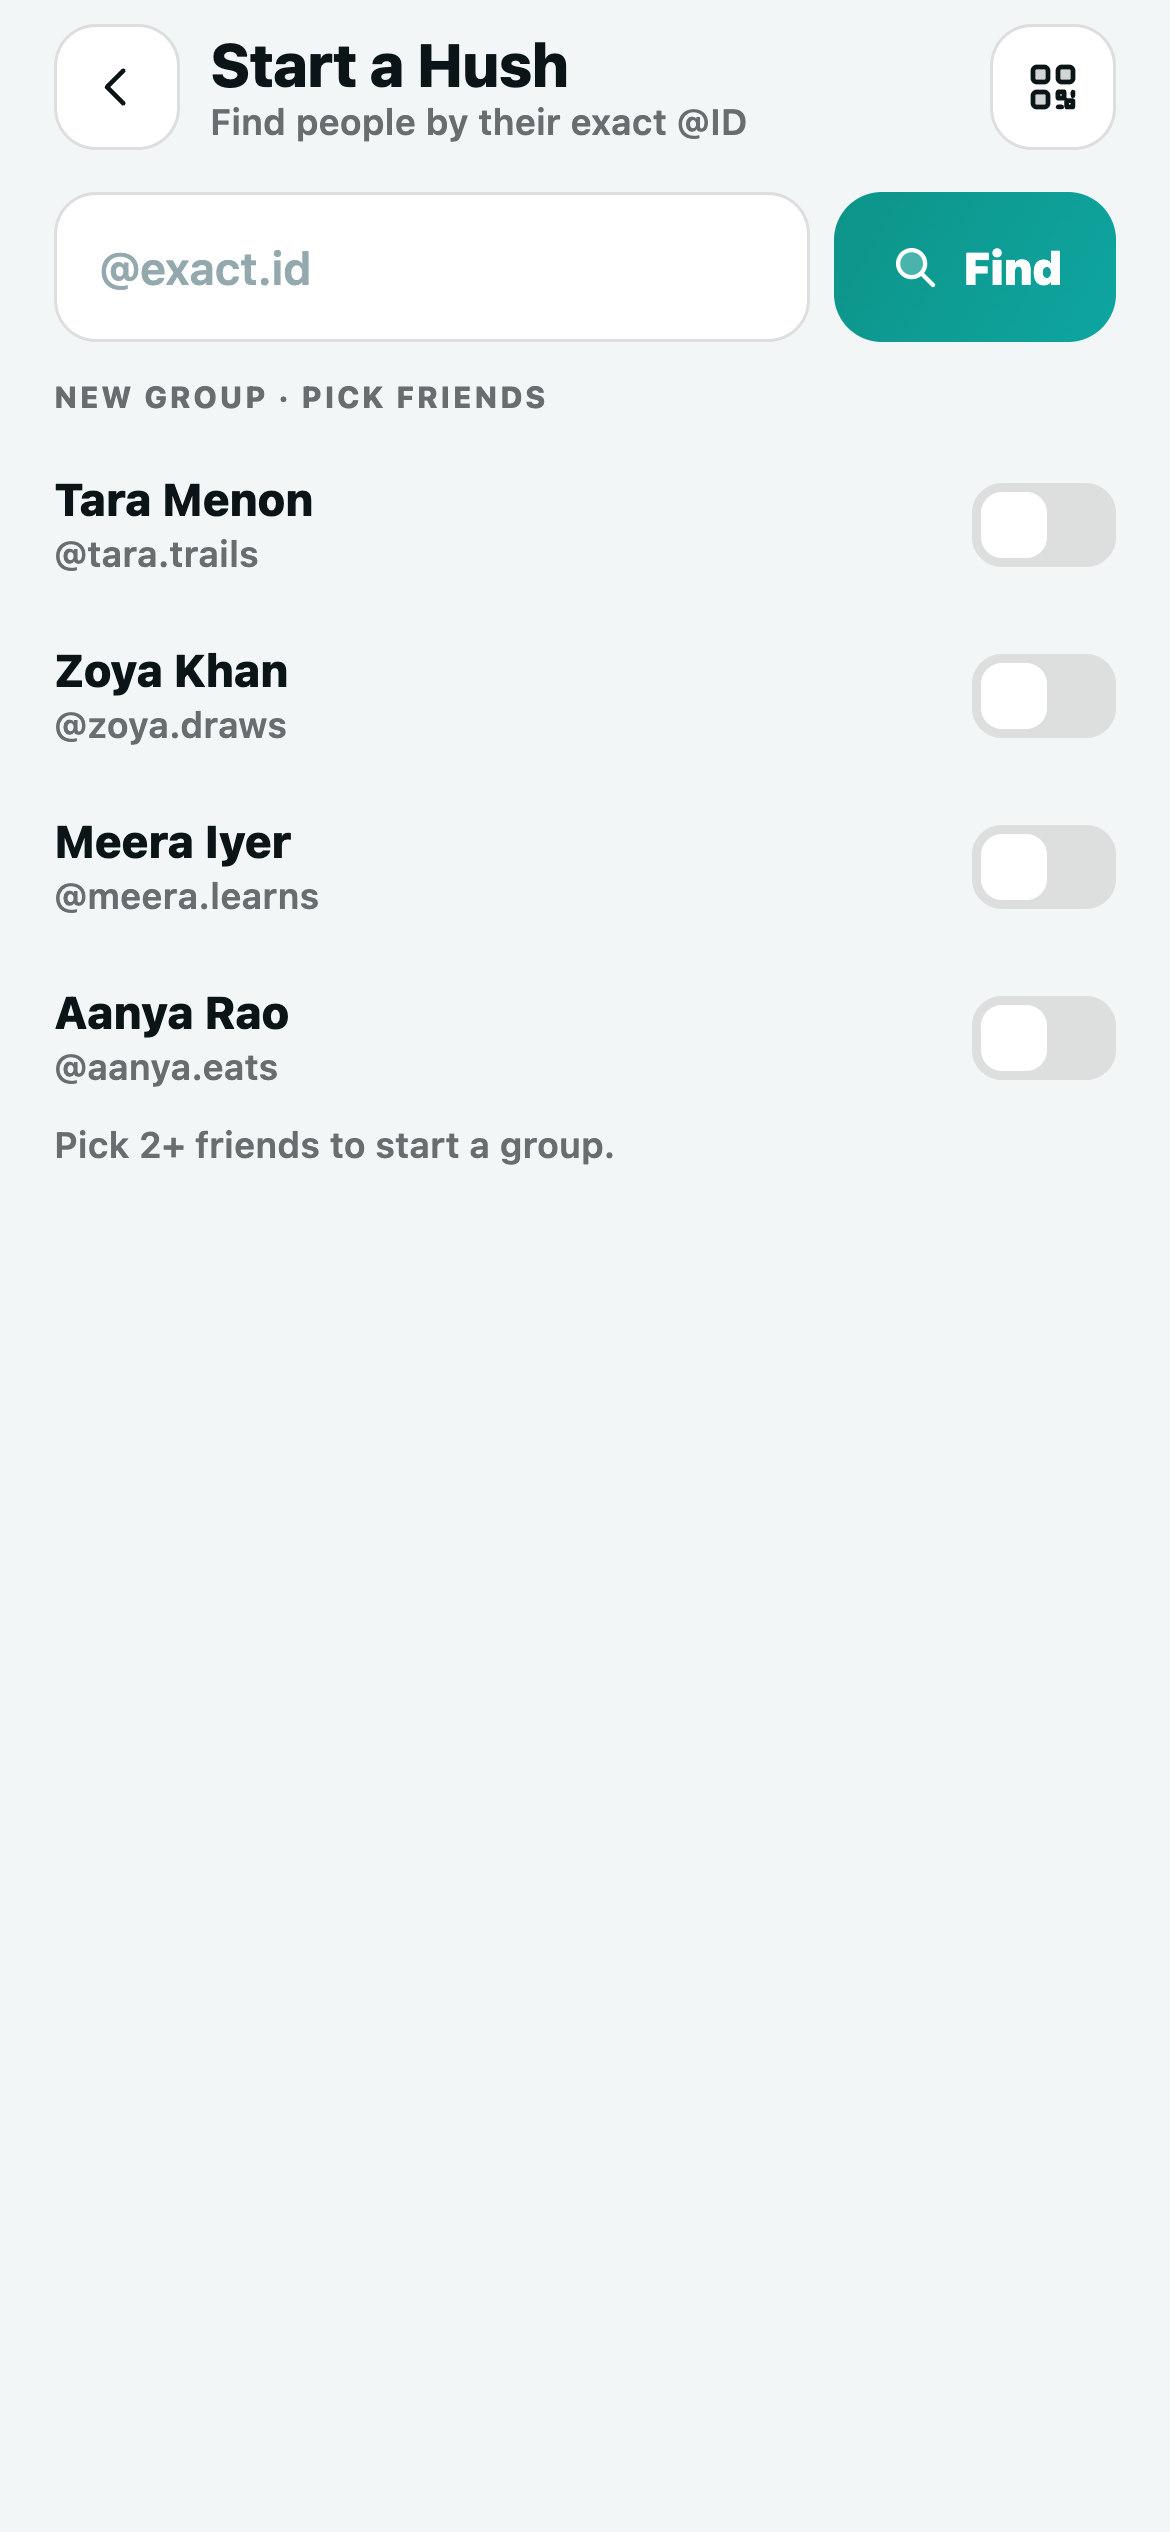 Start a Hush
Find people by their exact @ID
@exact.id
Find
NEW GROUP · PICK FRIENDS
Tara Menon
@tara.trails
Zoya Khan
@zoya.draws
Meera Iyer
@meera.learns
Aanya Rao
@aanya.eats
Pick 2+ friends to start a group.